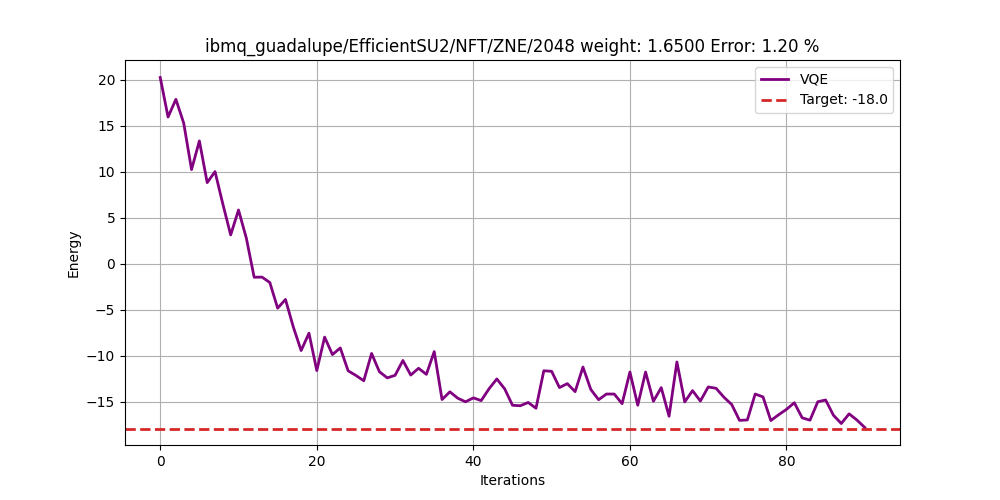 ibmq_guadalupe/EfficientSU2/NFT/ZNE/2048 weight: 1.6500 Error: 1.20 %
VQE
Target: -18.0
20
15
10
5
0
−5
−10
−15
Energy
0 20 40 60 80
Iterations